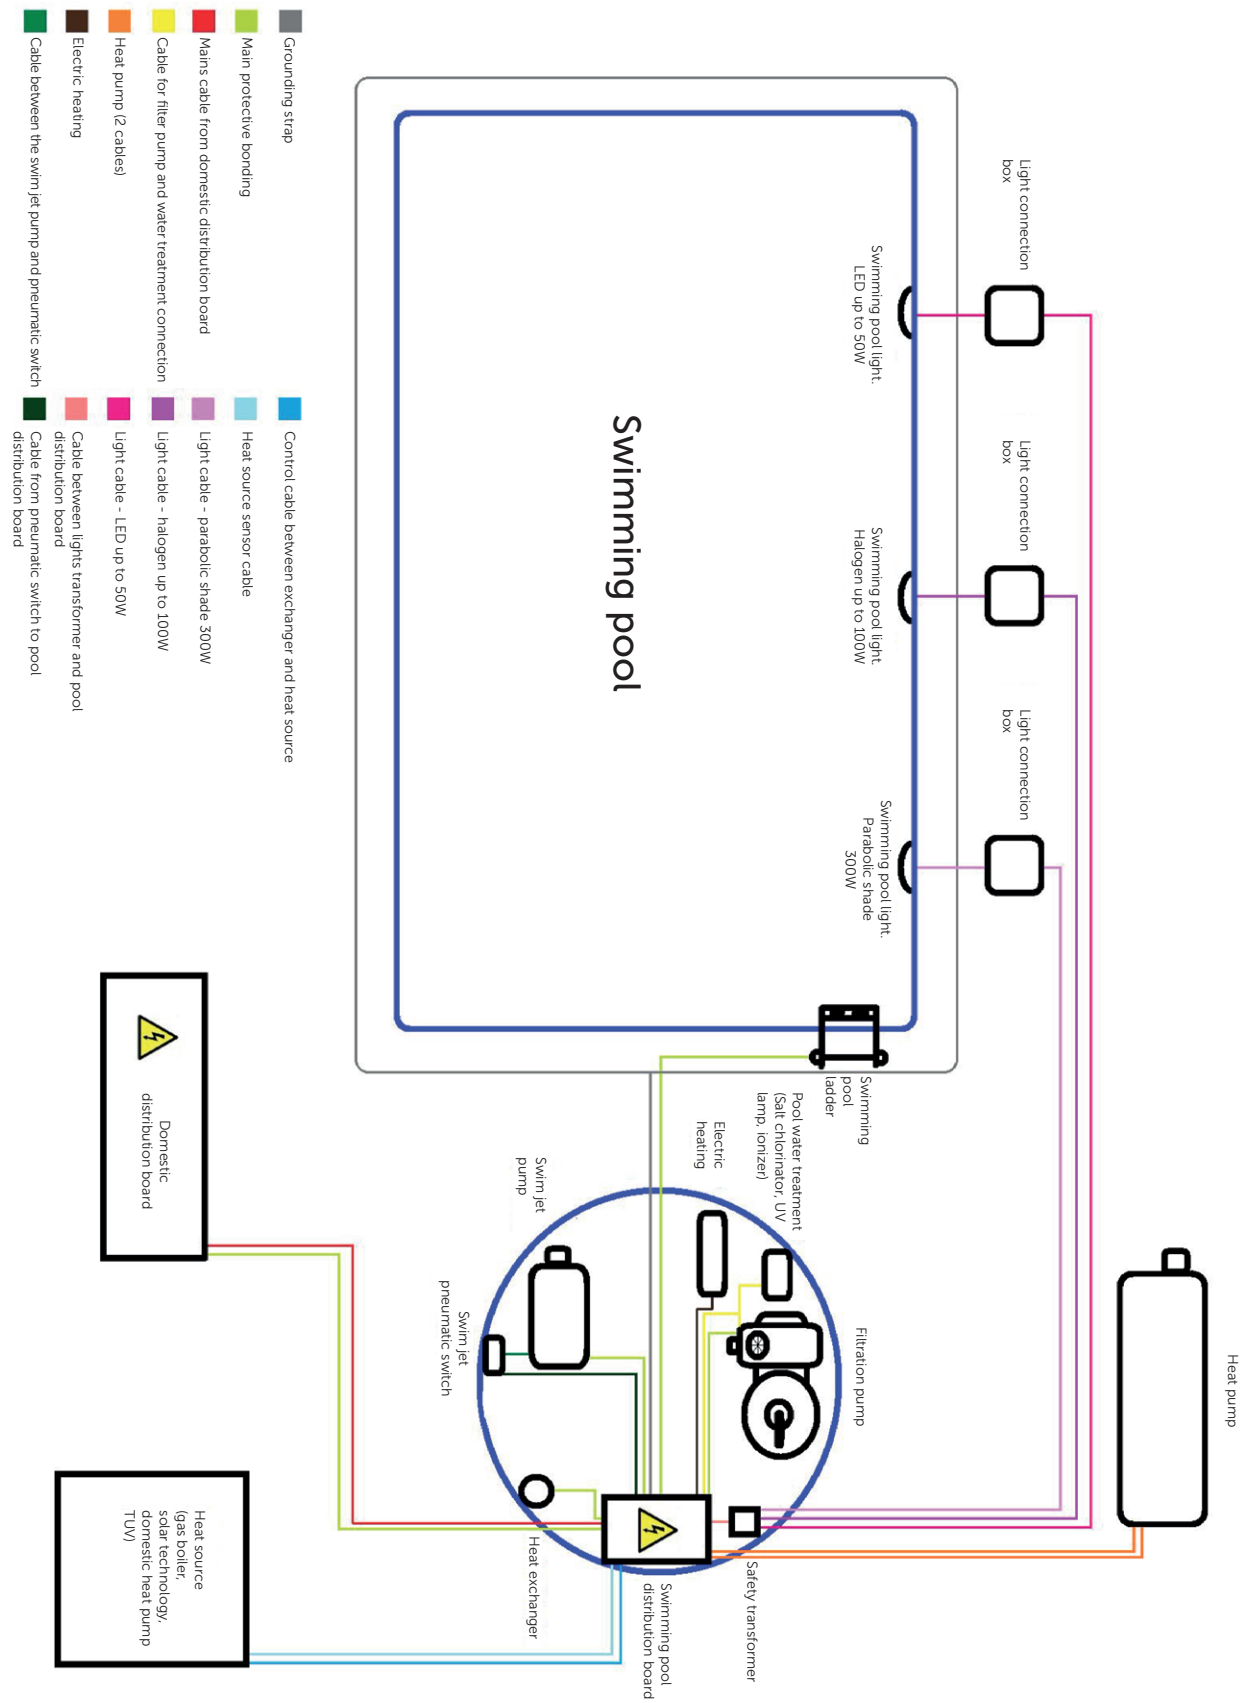 Heat pump
Light connection
box
Light connection
box
Light connection
box
Swimming pool light.
LED up to 50W
Swimming pool light.
Halogen up to 100W
Swimming pool light.
Parabolic shade
300W
Swimming pool
Swimming
pool
ladder
Pool water treatment
(Salt chlorinator, UV
lamp, ionizer)
Electric
heating
Filtration pump
Swim jet
pump
Swim jet
pneumatic switch
Safety transformer
Swimming pool
distribution board
Heat exchanger
Domestic
distribution board
Heat source
(gas boiler,
solar technology,
domestic heat pump
TUV)
Grounding strap
Main protective bonding
Mains cable from domestic distribution board
Cable for filter pump and water treatment connection
Heat pump (2 cables)
Electric heating
Cable between the swim jet pump and pneumatic switch
Control cable between exchanger and heat source
Heat source sensor cable
Light cable - parabolic shade 300W
Light cable - halogen up to 100W
Light cable - LED up to 50W
Cable between lights transformer and pool
distribution board
Cable from pneumatic switch to pool
distribution board